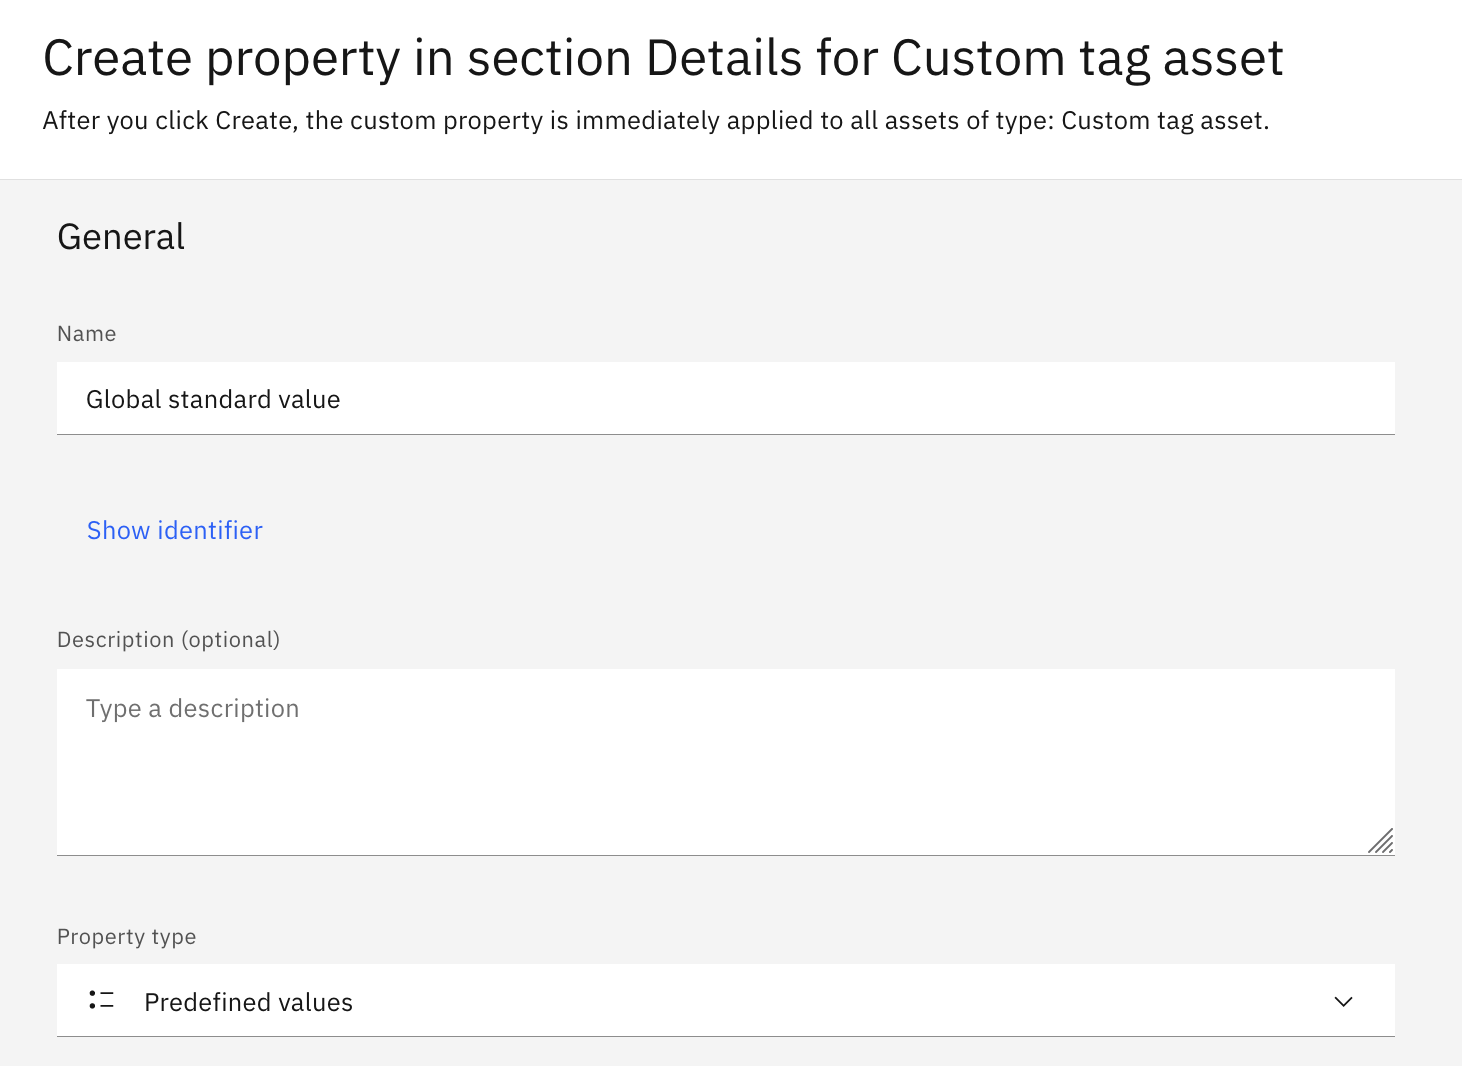 Create property in section Details for Custom tag asset
After you click Create, the custom property is immediately applied to all assets of type: Custom tag asset.
General
Name
Global standard value
Show identifier
Description (optional)
Type a description
Property type
Predefined values